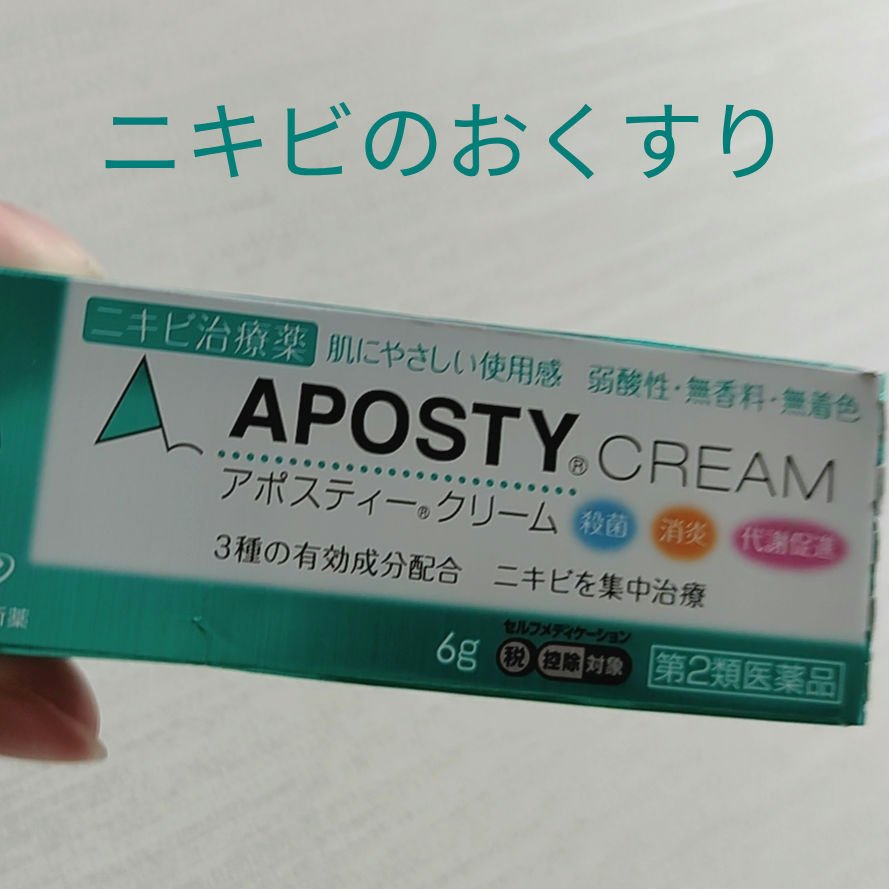 ニキビのおくすり
ニキビ治療薬 肌にやさしい使用感 弱酸性・無香料・無着色
APOSTY® CREAM
アポスティー®クリーム 殺菌 消炎 代謝促進
3種の有効成分配合 ニキビを集中治療
6g セルフメディケーション 税 控除 対象 第2類医薬品